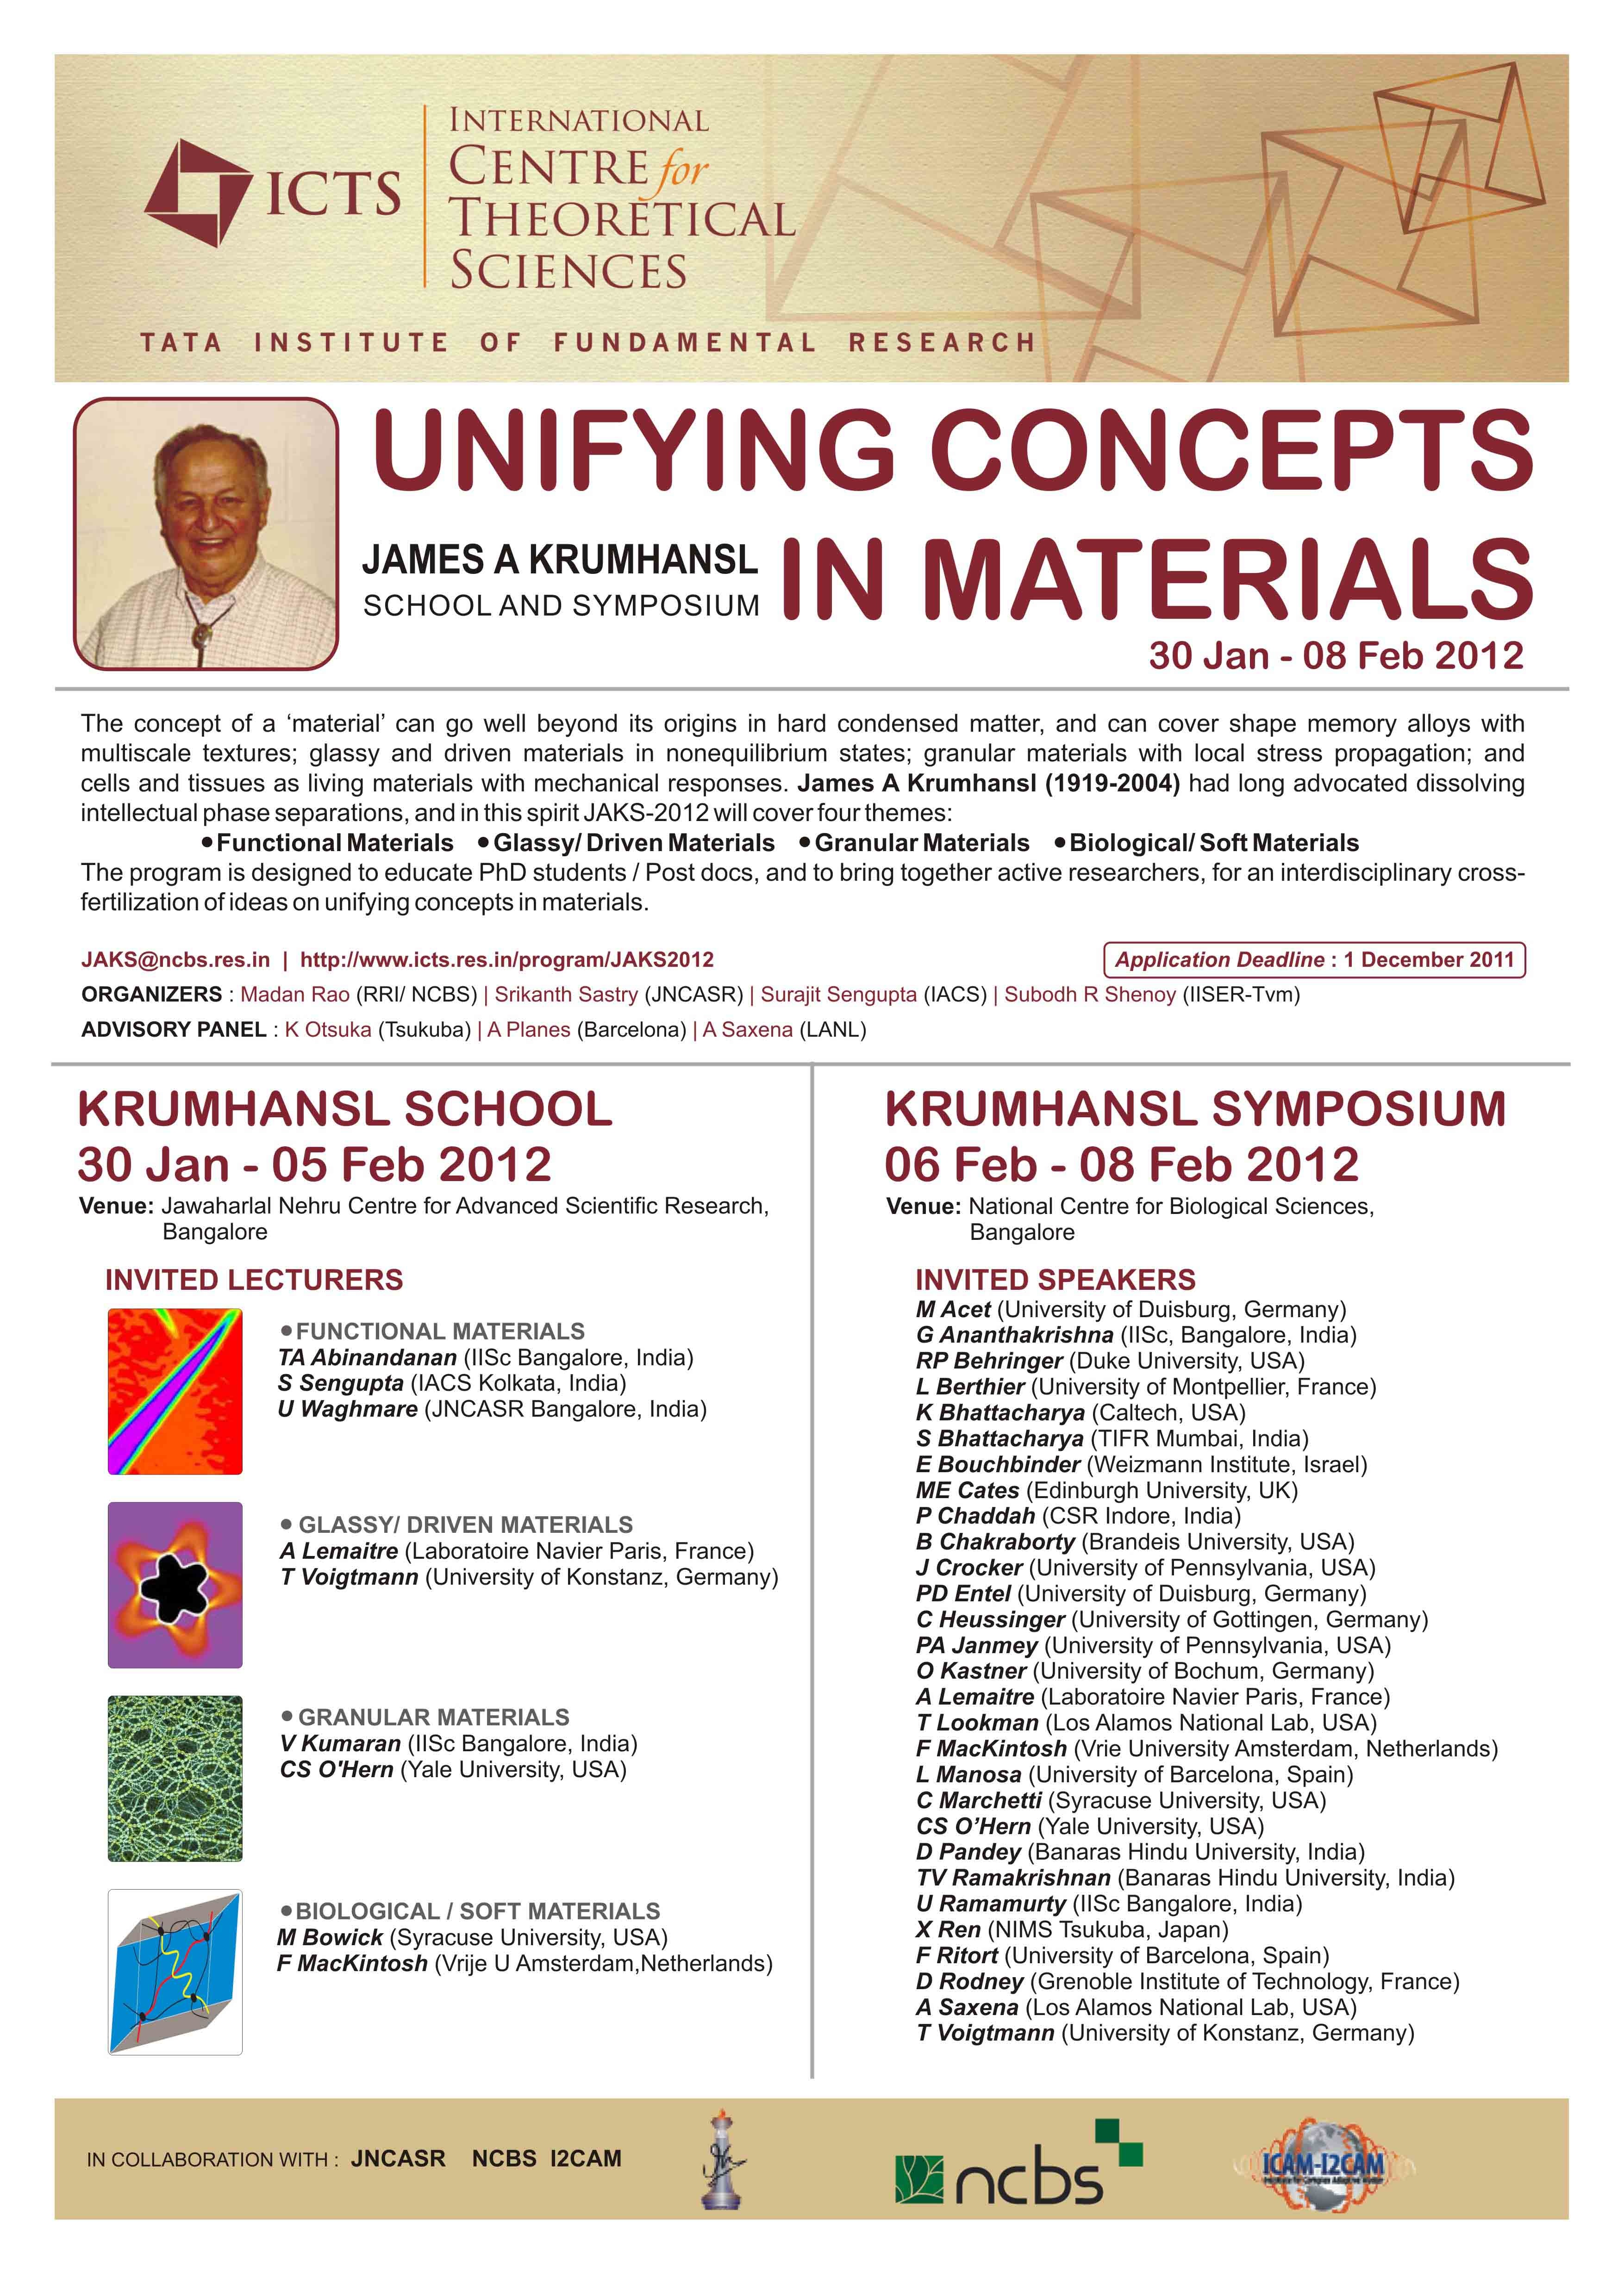 ICTS
INTERNATIONAL
CENTRE for
THEORETICAL
SCIENCES
TATA INSTITUTE OF FUNDAMENTAL RESEARCH
UNIFYING CONCEPTS
IN MATERIALS
JAMES A KRUMHANSL
SCHOOL AND SYMPOSIUM
30 Jan - 08 Feb 2012
The concept of a ‘material’ can go well beyond its origins in hard condensed matter, and can cover shape memory alloys with
multiscale textures; glassy and driven materials in nonequilibrium states; granular materials with local stress propagation; and
cells and tissues as living materials with mechanical responses. James A Krumhansl (1919-2004) had long advocated dissolving
intellectual phase separations, and in this spirit JAKS-2012 will cover four themes:
●Functional Materials ●Glassy/ Driven Materials ●Granular Materials ●Biological/ Soft Materials
The program is designed to educate PhD students / Post docs, and to bring together active researchers, for an interdisciplinary cross-
fertilization of ideas on unifying concepts in materials.
JAKS@ncbs.res.in | http://www.icts.res.in/program/JAKS2012
Application Deadline : 1 December 2011
ORGANIZERS : Madan Rao (RRI/ NCBS) | Srikanth Sastry (JNCASR) | Surajit Sengupta (IACS) | Subodh R Shenoy (IISER-Tvm)
ADVISORY PANEL : K Otsuka (Tsukuba) | A Planes (Barcelona) | A Saxena (LANL)
KRUMHANSL SCHOOL
30 Jan - 05 Feb 2012
Venue: Jawaharlal Nehru Centre for Advanced Scientific Research,
Bangalore
INVITED LECTURERS
●FUNCTIONAL MATERIALS
TA Abinandanan (IISc Bangalore, India)
S Sengupta (IACS Kolkata, India)
U Waghmare (JNCASR Bangalore, India)
● GLASSY/ DRIVEN MATERIALS
A Lemaitre (Laboratoire Navier Paris, France)
T Voigtmann (University of Konstanz, Germany)
● GRANULAR MATERIALS
V Kumaran (IISc Bangalore, India)
CS O'Hern (Yale University, USA)
●BIOLOGICAL / SOFT MATERIALS
M Bowick (Syracuse University, USA)
F MacKintosh (Vrije U Amsterdam,Netherlands)
KRUMHANSL SYMPOSIUM
06 Feb - 08 Feb 2012
Venue: National Centre for Biological Sciences,
Bangalore
INVITED SPEAKERS
M Acet (University of Duisburg, Germany)
G Ananthakrishna (IISc, Bangalore, India)
RP Behringer (Duke University, USA)
L Berthier (University of Montpellier, France)
K Bhattacharya (Caltech, USA)
S Bhattacharya (TIFR Mumbai, India)
E Bouchbinder (Weizmann Institute, Israel)
ME Cates (Edinburgh University, UK)
P Chaddah (CSR Indore, India)
B Chakraborty (Brandeis University, USA)
J Crocker (University of Pennsylvania, USA)
PD Entel (University of Duisburg, Germany)
C Heussinger (University of Gottingen, Germany)
PA Janmey (University of Pennsylvania, USA)
O Kastner (University of Bochum, Germany)
A Lemaitre (Laboratoire Navier Paris, France)
T Lookman (Los Alamos National Lab, USA)
F MacKintosh (Vrie University Amsterdam, Netherlands)
L Manosa (University of Barcelona, Spain)
C Marchetti (Syracuse University, USA)
CS O’Hern (Yale University, USA)
D Pandey (Banaras Hindu University, India)
TV Ramakrishnan (Banaras Hindu University, India)
U Ramamurty (IISc Bangalore, India)
X Ren (NIMS Tsukuba, Japan)
F Ritort (University of Barcelona, Spain)
D Rodney (Grenoble Institute of Technology, France)
A Saxena (Los Alamos National Lab, USA)
T Voigtmann (University of Konstanz, Germany)
IN COLLABORATION WITH : JNCASR NCBS I2CAM
ncbs
ICAM-I2CAM